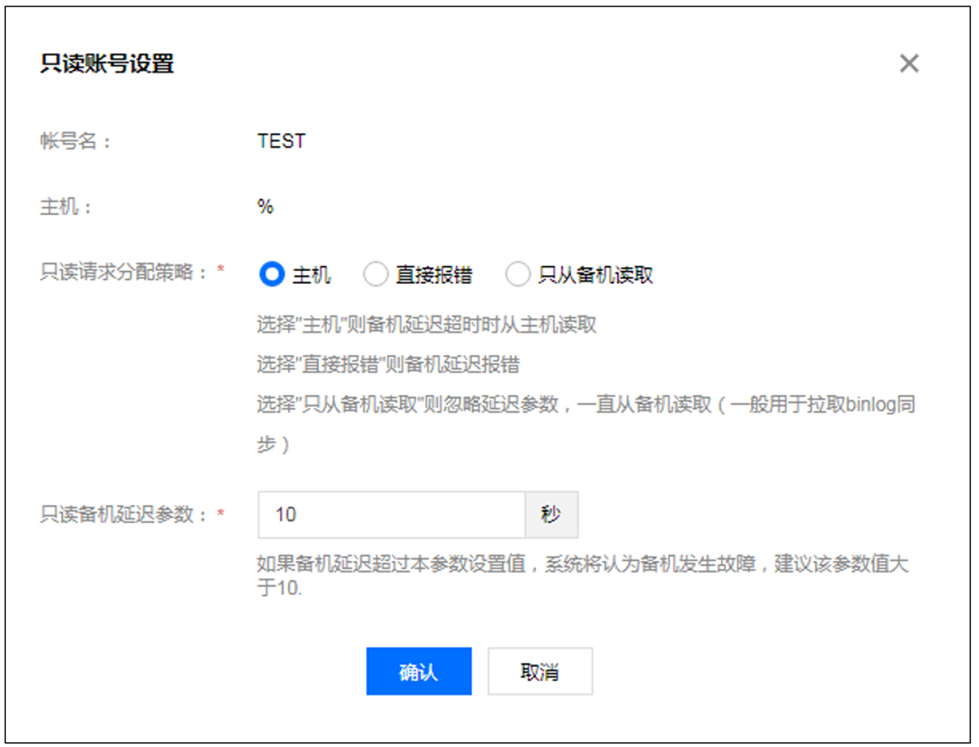 只读账号设置
帐号名： TEST
主机： %
只读请求分配策略：* 主机 直接报错 只从备机读取
选择"主机"则备机延迟超时时从主机读取
选择"直接报错"则备机延迟报错
选择"只从备机读取"则忽略延迟参数，一直从备机读取（一般用于拉取binlog同
步）
只读备机延迟参数：* 10 秒
如果备机延迟超过本参数设置值，系统将认为备机发生故障，建议该参数值大
于10.
确认 取消